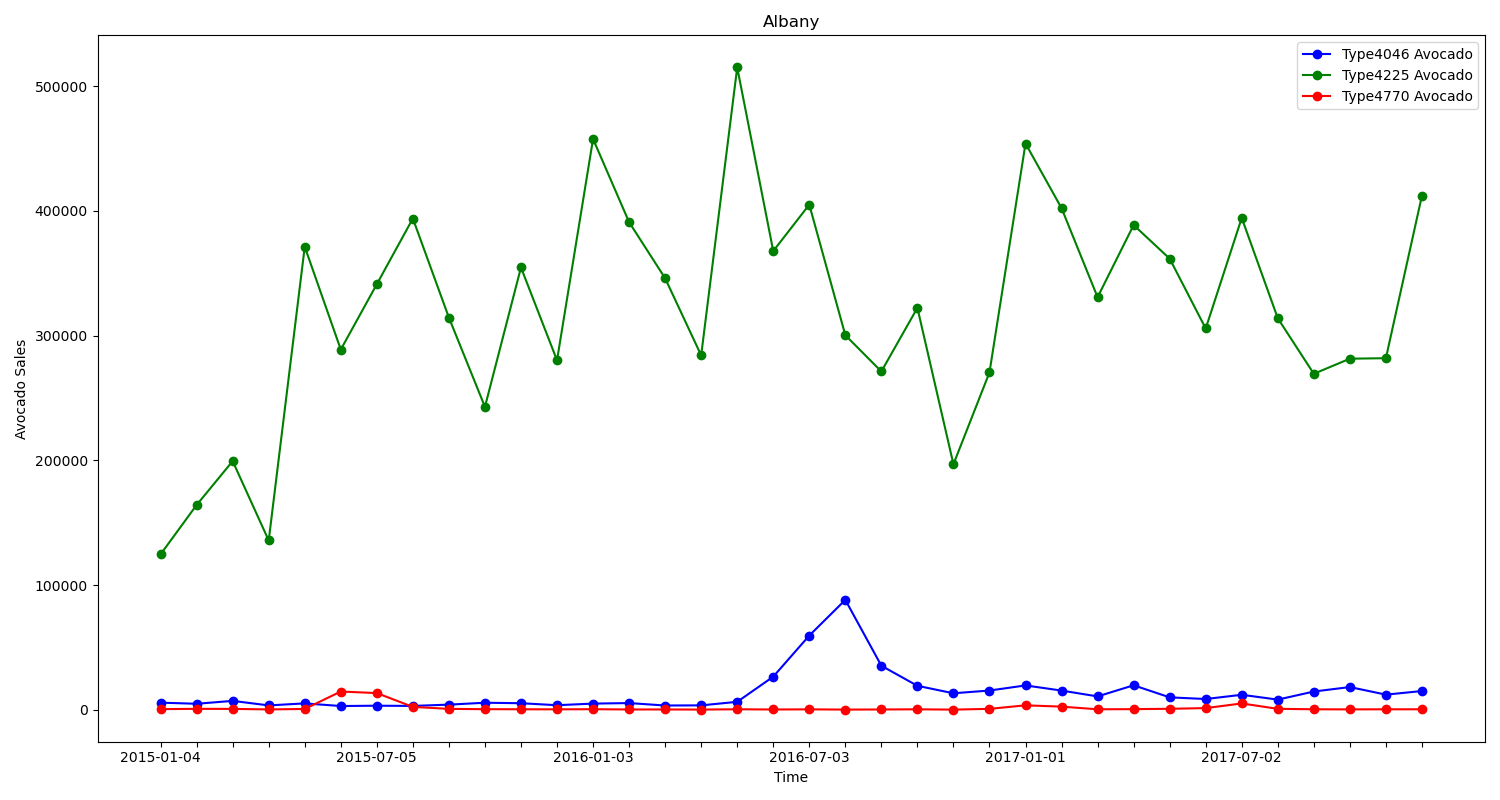 Albany
Type4046 Avocado
Type4225 Avocado
Type4770 Avocado
500000
400000
300000
200000
100000
0
Avocado Sales
2015-01-04
2015-07-05
2016-01-03
2016-07-03
2017-01-01
2017-07-02
Time